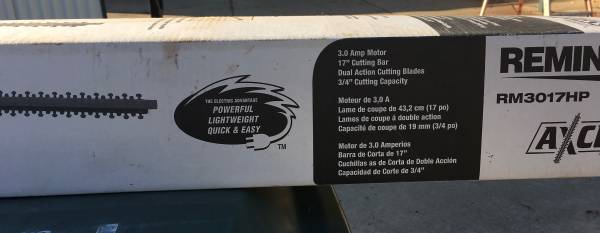 THE ELECTRIC ADVANTAGE
POWERFUL
LIGHTWEIGHT
QUICK & EASY
TM
3.0 Amp Motor
17" Cutting Bar
Dual Action Cutting Blades
3/4" Cutting Capacity
Moteur de 3,0 A
Lame de coupe de 43,2 cm (17 po)
Lames de coupe à double action
Capacité de coupe de 19 mm (3/4 po)
Motor de 3.0 Amperios
Barra de Corta de 17"
Cuchillas as de Corta de Doble Acción
Capacidad de Corte de 3/4"
REMIN
RM3017HP
AXC